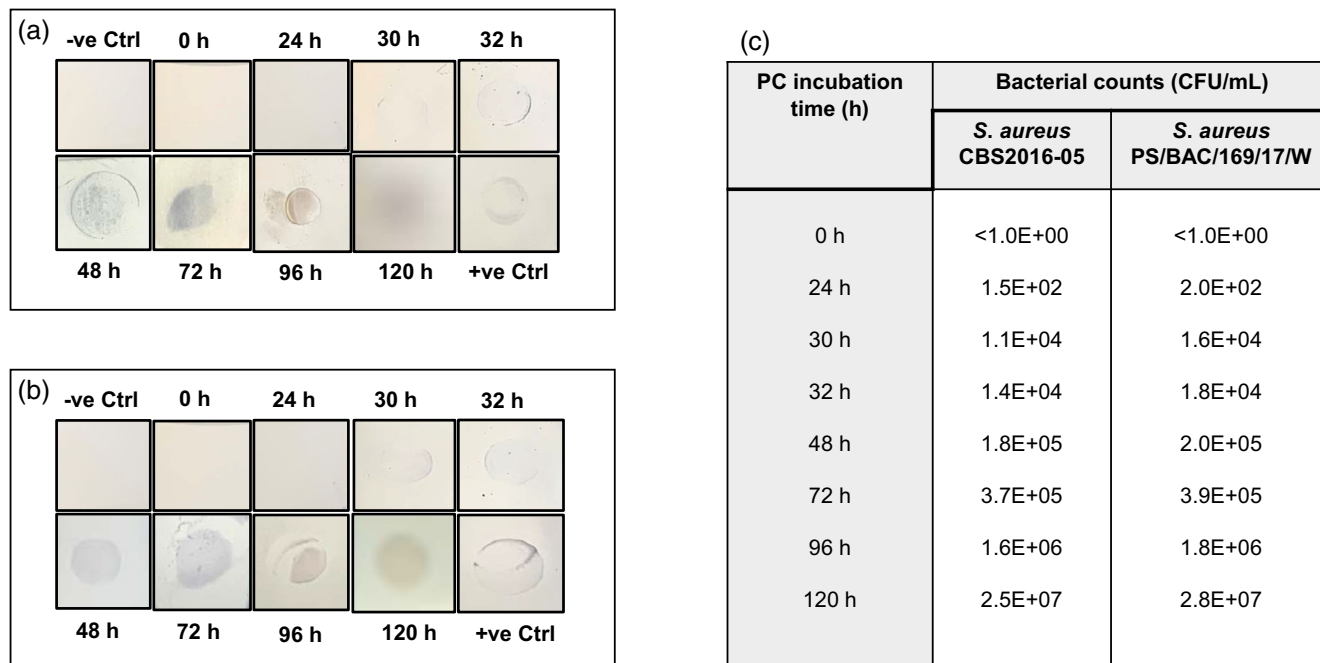 (a)
-ve Ctrl 0 h 24 h 30 h 32 h
48 h 72 h 96 h 120 h +ve Ctrl
(b)
-ve Ctrl 0 h 24 h 30 h 32 h
48 h 72 h 96 h 120 h +ve Ctrl
(c)
PC incubation Bacterial counts (CFU/mL)
time (h)
S. aureus S. aureus
CBS2016-05 PS/BAC/169/17/W
0 h <1.0E+00 <1.0E+00
24 h 1.5E+02 2.0E+02
30 h 1.1E+04 1.6E+04
32 h 1.4E+04 1.8E+04
48 h 1.8E+05 2.0E+05
72 h 3.7E+05 3.9E+05
96 h 1.6E+06 1.8E+06
120 h 2.5E+07 2.8E+07